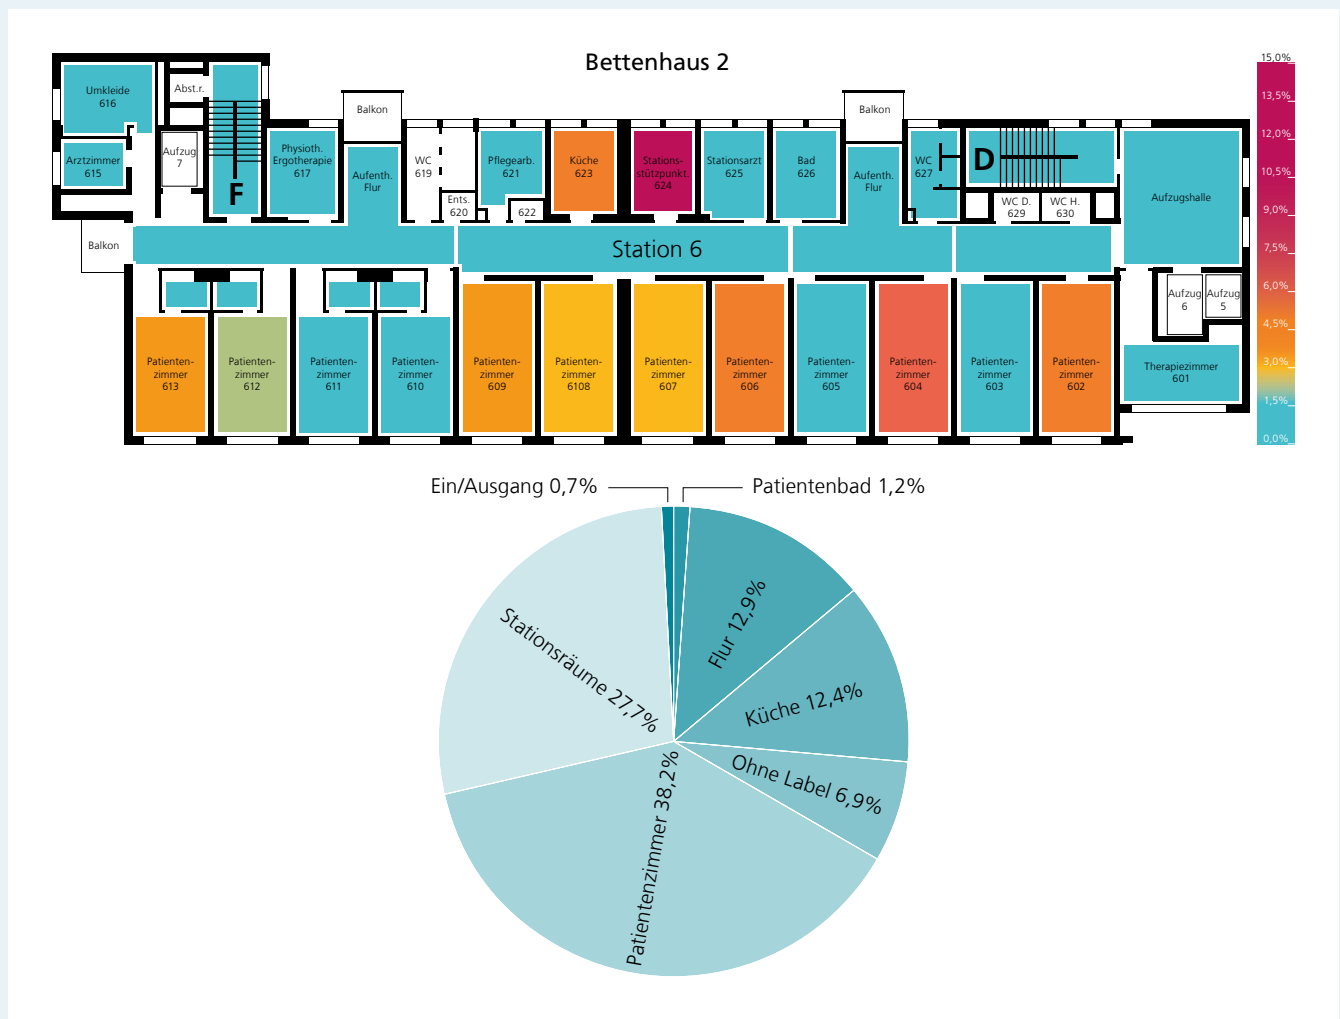 Bettenhaus 2
15,0%
13,5%
12,0%
10,5%
9,0%
7,5%
6,0%
4,5%
3,0%
1,5%
0,0%
Umkleide
616
Abst.r.
Arztzimmer
615
Aufzug
7
F
Physioth.
Ergotherapie
617
Balkon
Aufenth.
Flur
WC
619
Ents.
620
Pflegearb.
621
622
Küche
623
Stations-
stützpunkt.
624
Stationsarzt
625
Bad
626
Balkon
Aufenth.
Flur
WC
627
D
WC D.
629
WC H.
630
Aufzugshalle
Balkon
Station 6
Aufzug
6
Aufzug
5
Patienten-
zimmer
613
Patienten-
zimmer
612
Patienten-
zimmer
611
Patienten-
zimmer
610
Patienten-
zimmer
609
Patienten-
zimmer
6108
Patienten-
zimmer
607
Patienten-
zimmer
606
Patienten-
zimmer
605
Patienten-
zimmer
604
Patienten-
zimmer
603
Patienten-
zimmer
602
Therapiezimmer
601
Ein/Ausgang 0,7%
Patientenbad 1,2%
Flur 12,9%
Küche 12,4%
Ohne Label 6,9%
Patientenzimmer 38,2%
Stationsräume 27,7%